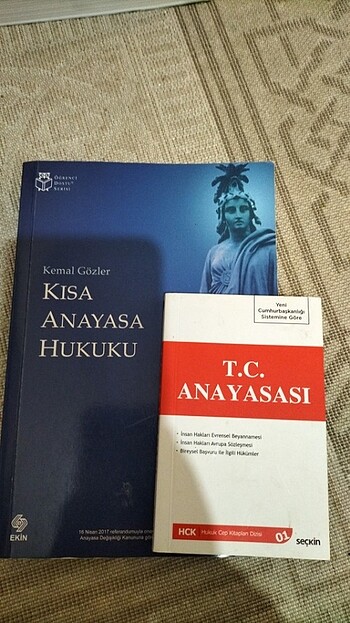 ÖĞRENCİ
DOSTU
SERİSİ
Kemal Gözler
KISA
ANAYASA
HUKUKU
EKİN
16 Nisan 2017 referandumuyla
Anayasa Değişikliği Kanununa
Yeni
Cumhurbaşkanlığı
Sistemine Göre
T.C.
ANAYASASI
• İnsan Hakları Evrensel Beyannamesi
• İnsan Hakları Avrupa Sözleşmesi
• Bireysel Başvuru ile İlgili Hükümler
HCK Hukuk Cep Kitapları Dizisi 01
seçkin